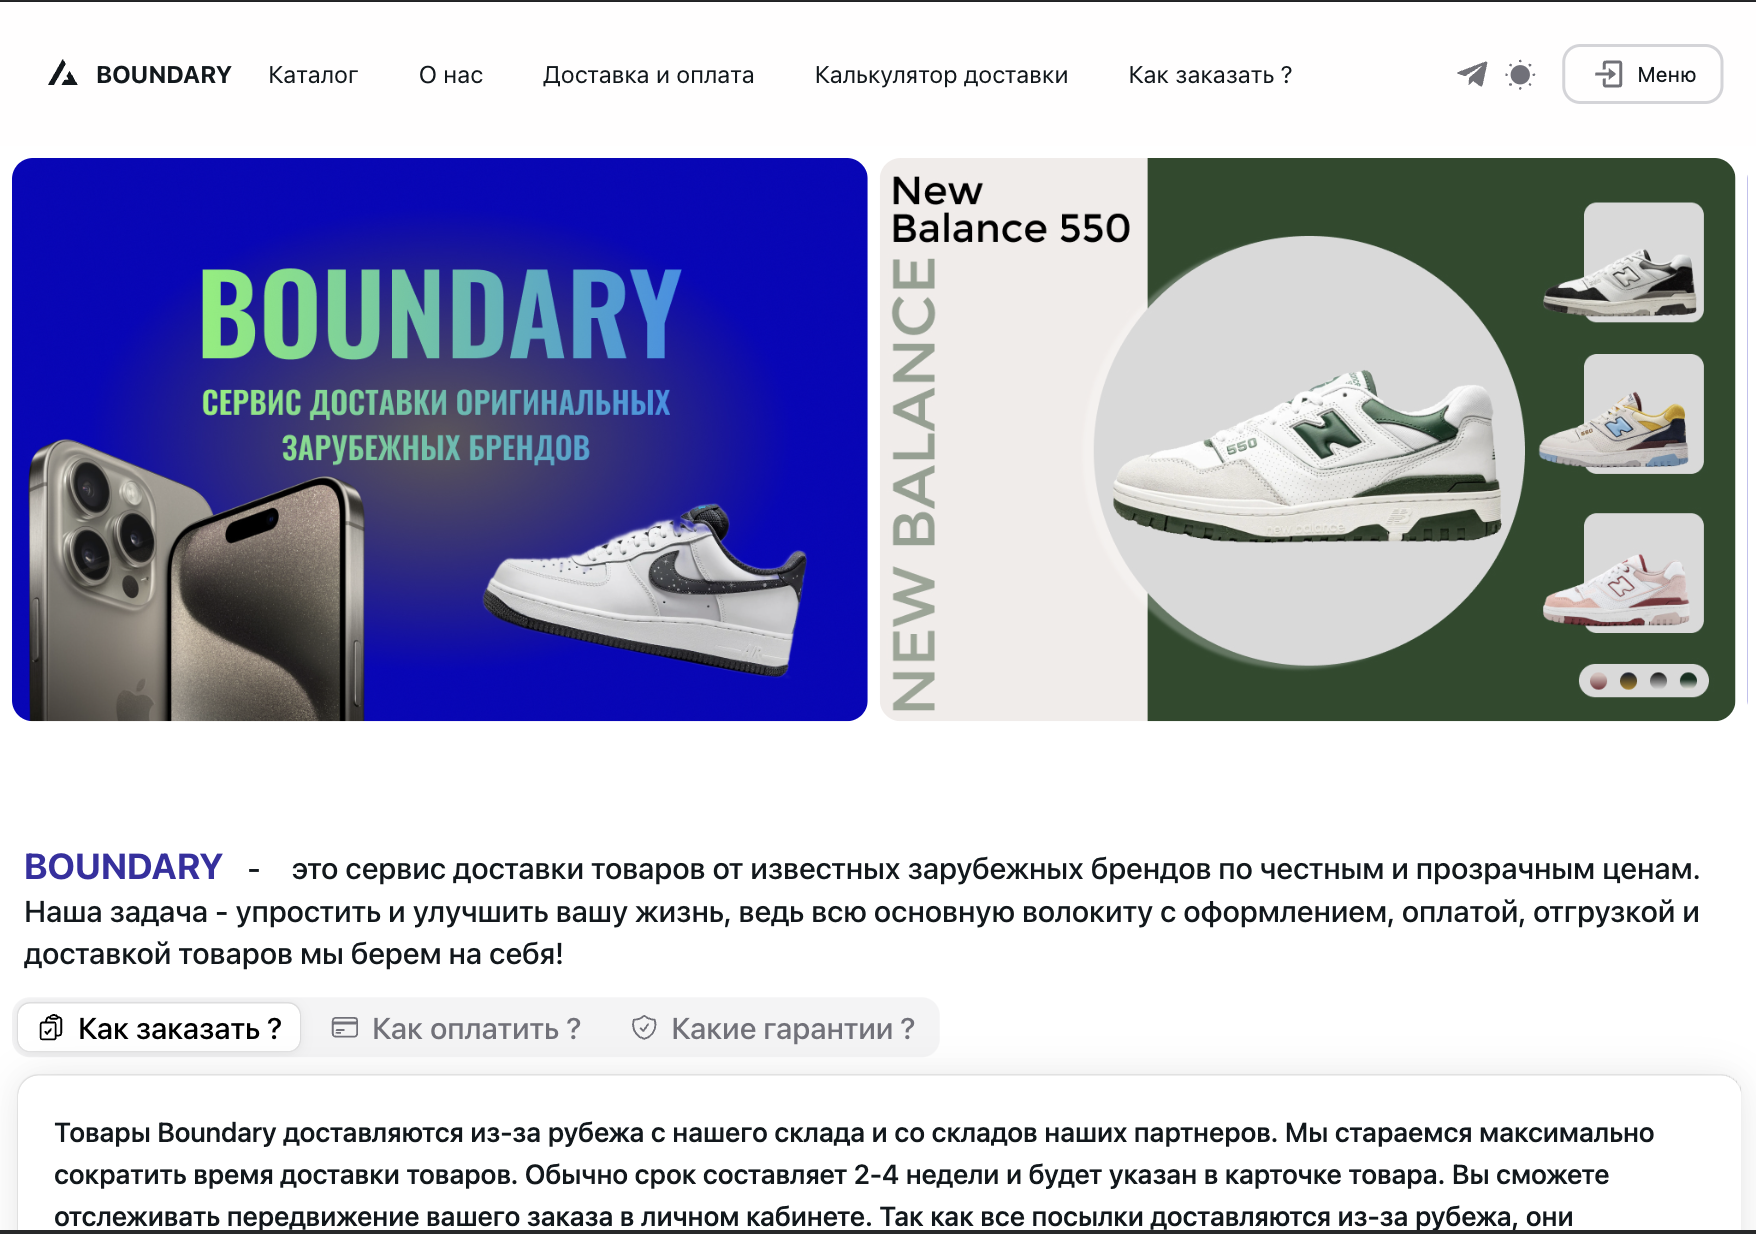 BOUNDARY
Каталог
О нас
Доставка и оплата
Калькулятор доставки
Как заказать ?
Меню
BOUNDARY
СЕРВИС ДОСТАВКИ ОРИГИНАЛЬНЫХ
ЗАРУБЕЖНЫХ БРЕНДОВ
New
Balance 550
NEW BALANCE
550
BOUNDARY - это сервис доставки товаров от известных зарубежных брендов по честным и прозрачным ценам.
Наша задача - упростить и улучшить вашу жизнь, ведь всю основную волокиту с оформлением, оплатой, отгрузкой и
доставкой товаров мы берем на себя!
Как заказать ?
Как оплатить ?
Какие гарантии ?
Товары Boundary доставляются из-за рубежа с нашего склада и со складов наших партнеров. Мы стараемся максимально
сократить время доставки товаров. Обычно срок составляет 2-4 недели и будет указан в карточке товара. Вы сможете
отслеживать передвижение вашего заказа в личном кабинете. Так как все посылки доставляются из-за рубежа, они